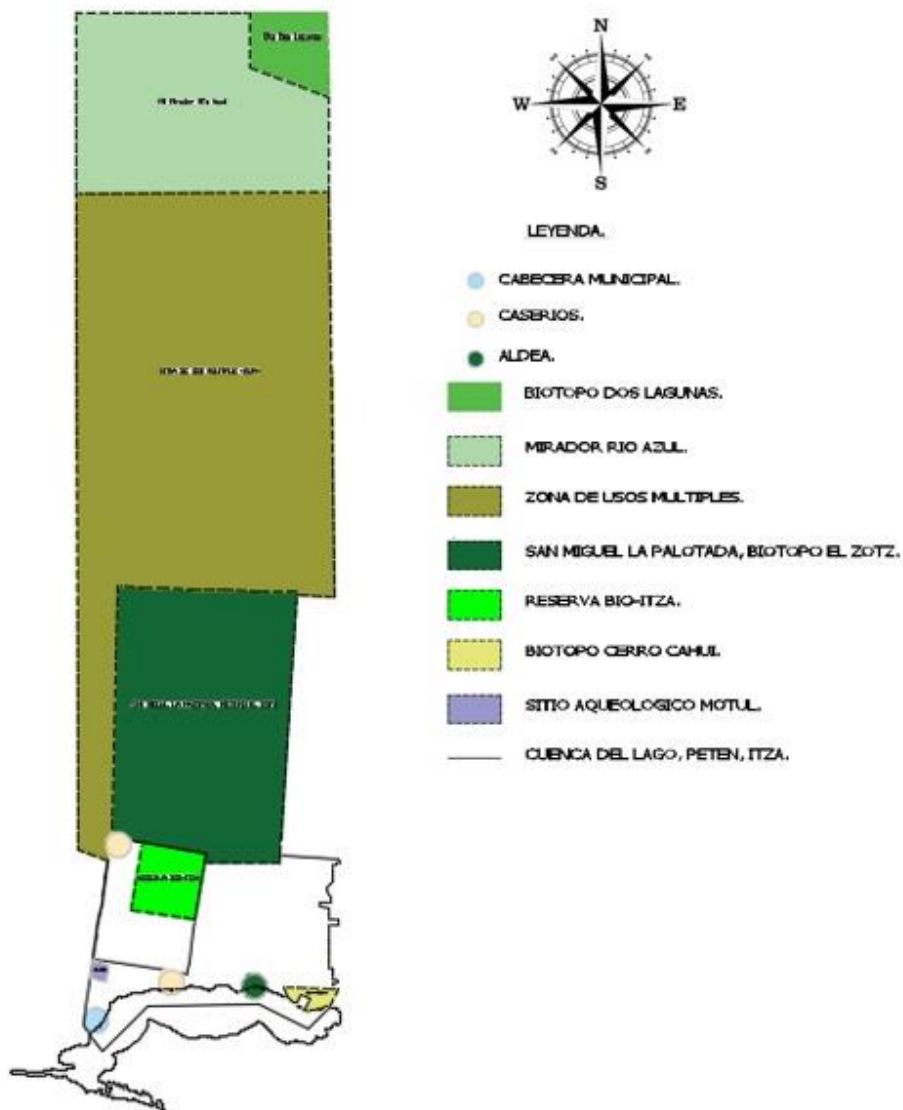 N
W
E
S
LEYENDA.
CABECERA MUNICIPAL.
CASERIOS.
ALDEA.
BIOTOPO DOS LAGUNAS.
MIRADOR RIO AZUL.
ZONA DE USOS MULTIPLES.
SAN MIGUEL LA PALOTADA, BIOTOPO EL ZOTZ.
RESERVA BIO-ITZA.
BIOTOPO CERRO CAHUI.
SITIO AQUEOLOGICO MOTUL.
CUENCA DEL LAGO, PETEN, ITZA.